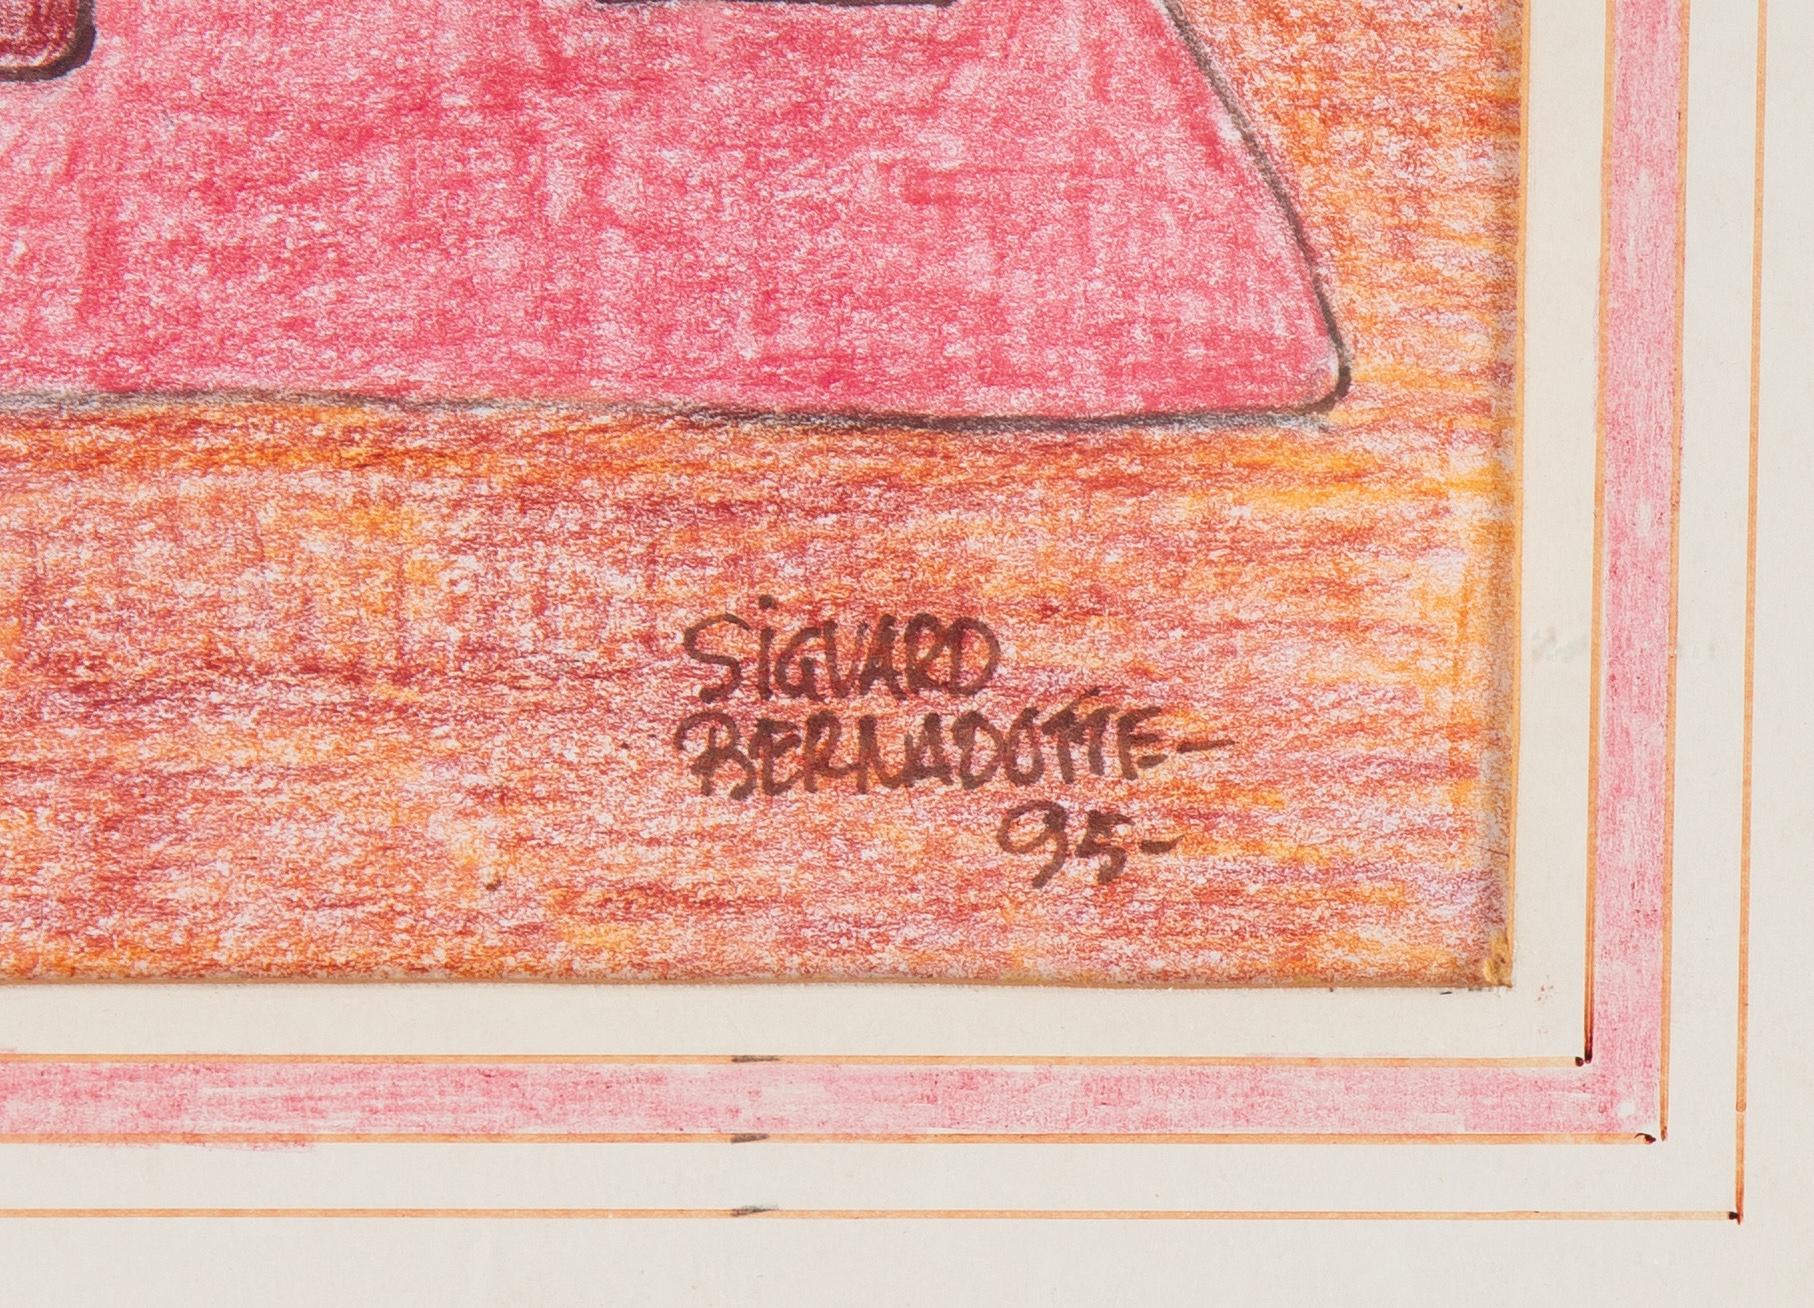 SIGVARD
BERNADOTTE-
95-